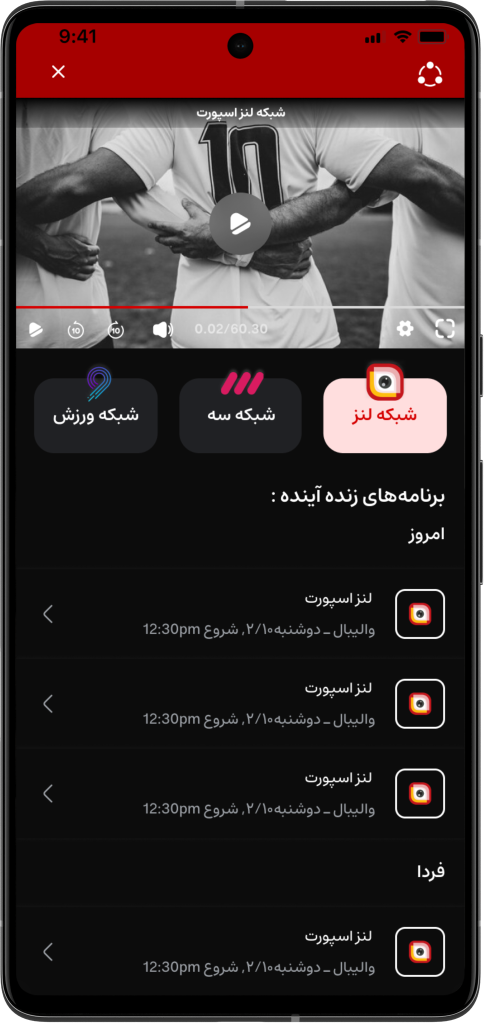 9:41
شبکه لنز اسپورت
10
10
10
0.02/60.30
شبکه لنز
شبکه سه
شبکه ورزش
برنامه‌های زنده آینده :
امروز
لنز اسپورت
والیبال ـ دوشنبه۲/۱۰, شروع 12:30pm
لنز اسپورت
والیبال ـ دوشنبه۲/۱۰, شروع 12:30pm
لنز اسپورت
والیبال ـ دوشنبه۲/۱۰, شروع 12:30pm
فردا
لنز اسپورت
والیبال ـ دوشنبه۲/۱۰, شروع 12:30pm